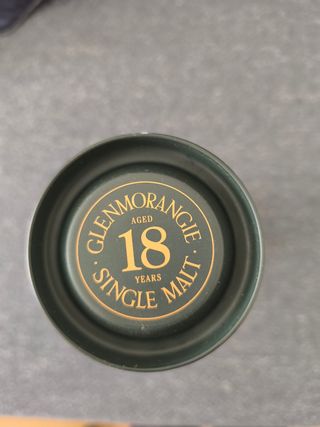 GLENMORANGIE
AGED
18
YEARS
SINGLE MALT